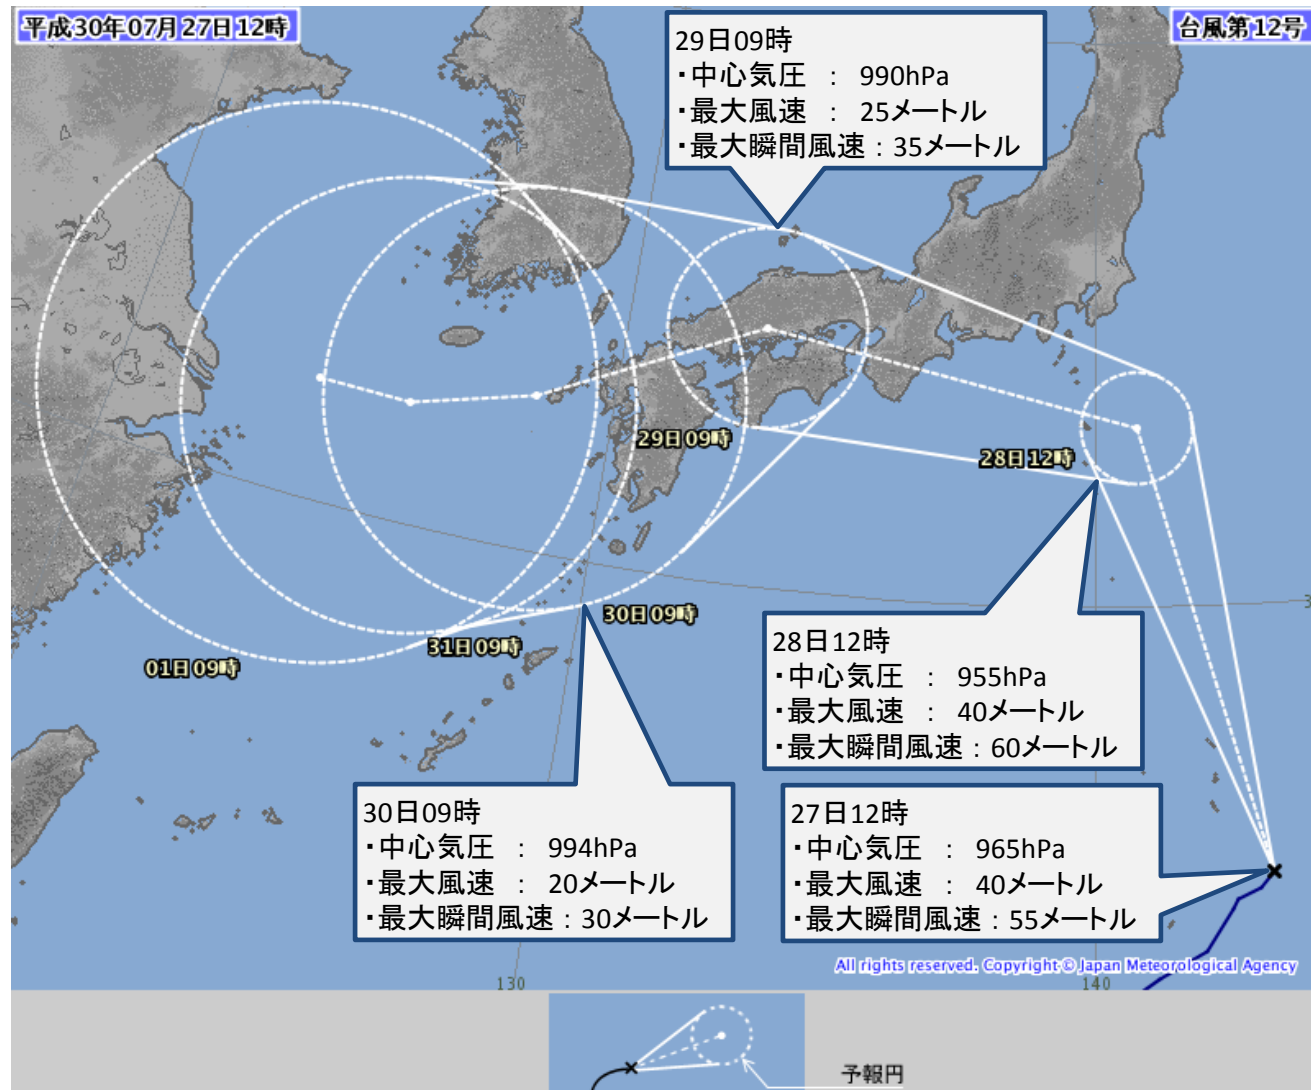 平成30年07月27日12時
台風第12号
29日09時
・中心気圧 : 990hPa
・最大風速 : 25メートル
・最大瞬間風速 : 35メートル
29日09時
28日12時
30日09時
31日09時
01日09時
28日12時
・中心気圧 : 955hPa
・最大風速 : 40メートル
・最大瞬間風速 : 60メートル
30日09時
・中心気圧 : 994hPa
・最大風速 : 20メートル
・最大瞬間風速 : 30メートル
27日12時
・中心気圧 : 965hPa
・最大風速 : 40メートル
・最大瞬間風速 : 55メートル
All rights reserved. Copyright © Japan Meteorological Agency
130
140
予報円